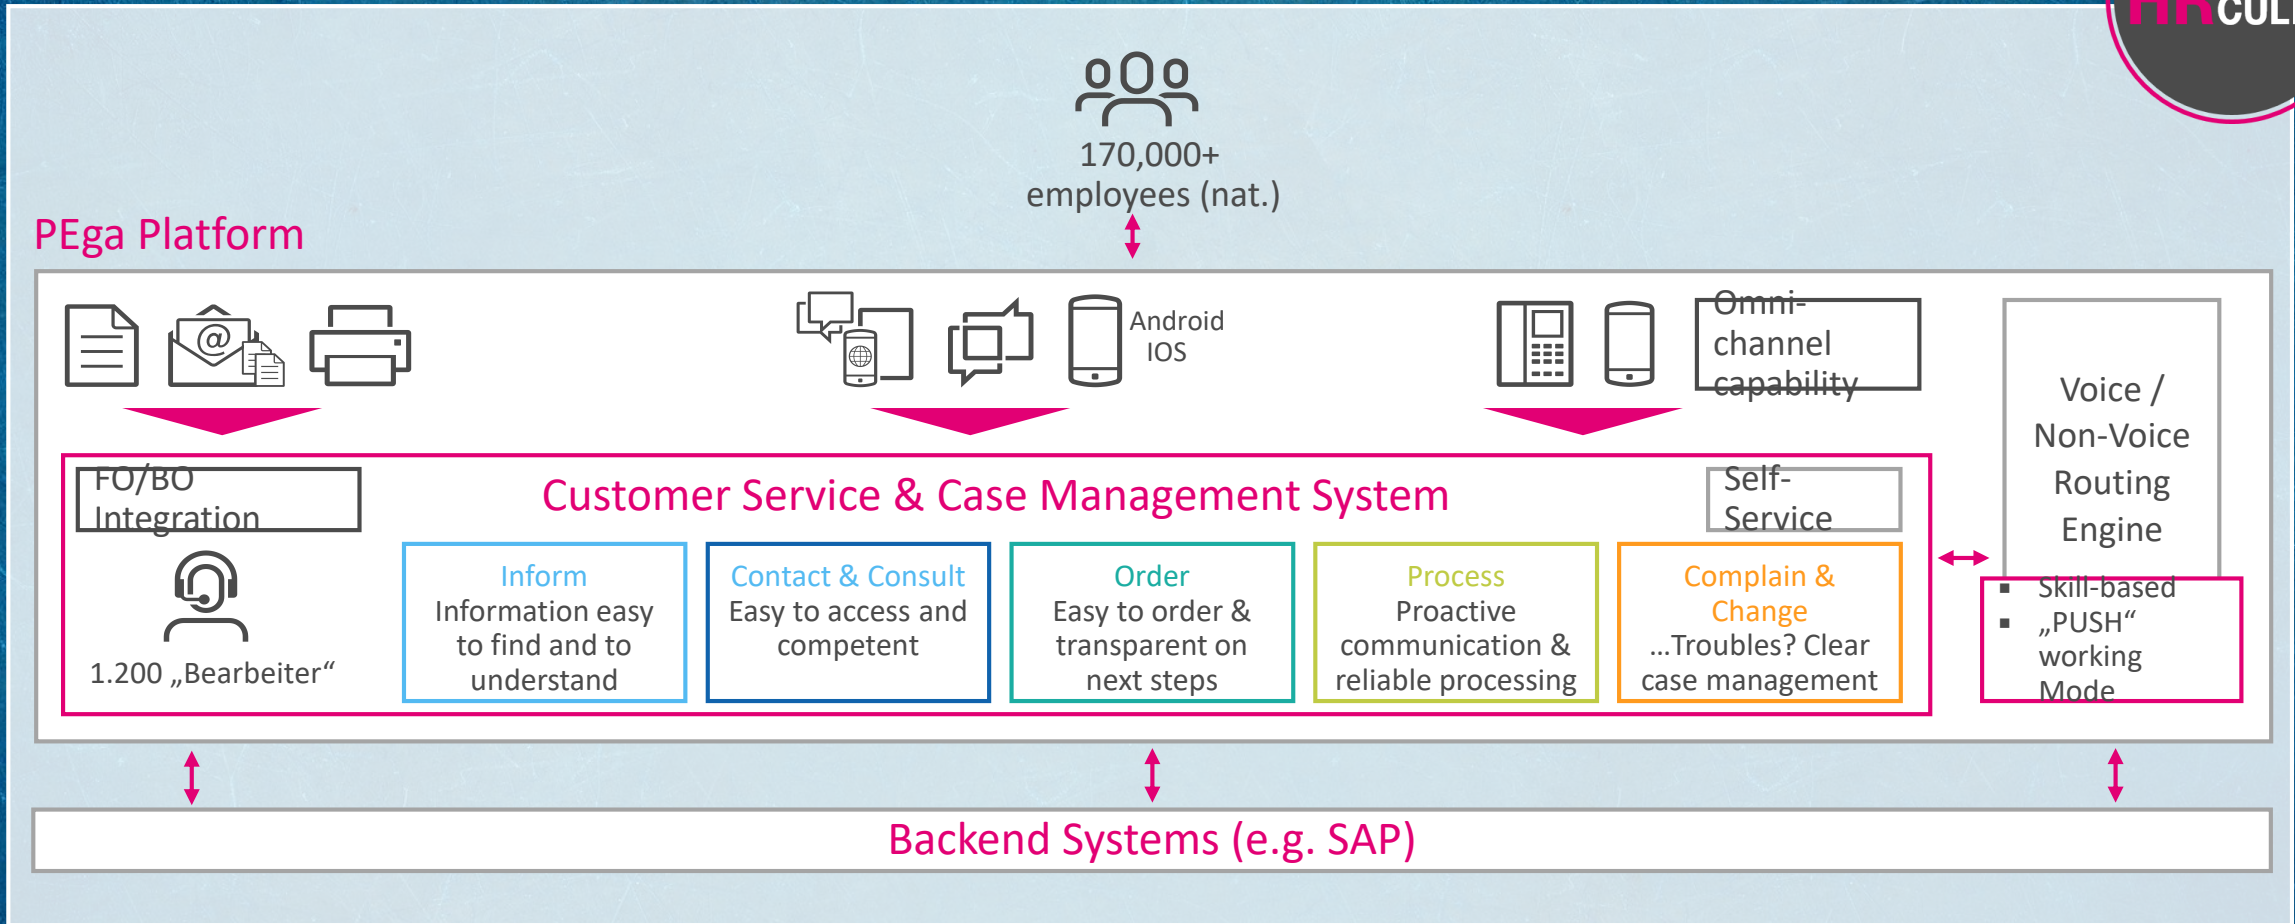 170,000+
employees (nat.)
PEga Platform
@
Android
IOS
Omni-
channel
capability
Voice /
Non-Voice
Routing
Engine
FO/BO
Integration
Customer Service & Case Management System
Self-
Service
1.200 „Bearbeiter“
Inform
Information easy
to find and to
understand
Contact & Consult
Easy to access and
competent
Order
Easy to order &
transparent on
next steps
Process
Proactive
communication &
reliable processing
Complain &
Change
...Troubles? Clear
case management
▪ Skill-based
▪ „PUSH“
working
Mode
Backend Systems (e.g. SAP)